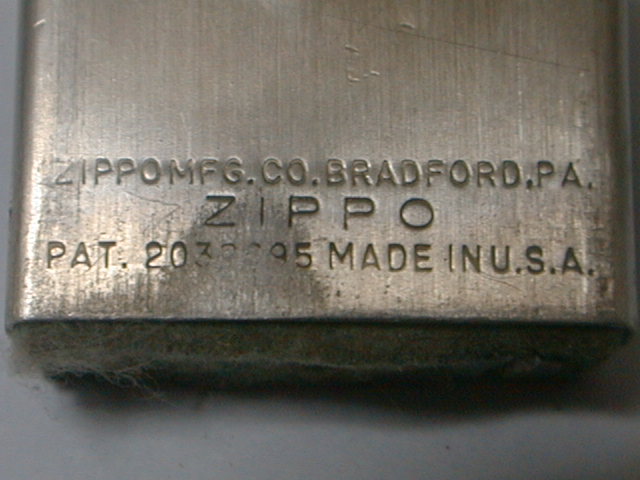 ZIPPO MFG. CO. BRADFORD, PA.
ZIPPO
PAT. MADE IN U.S.A.